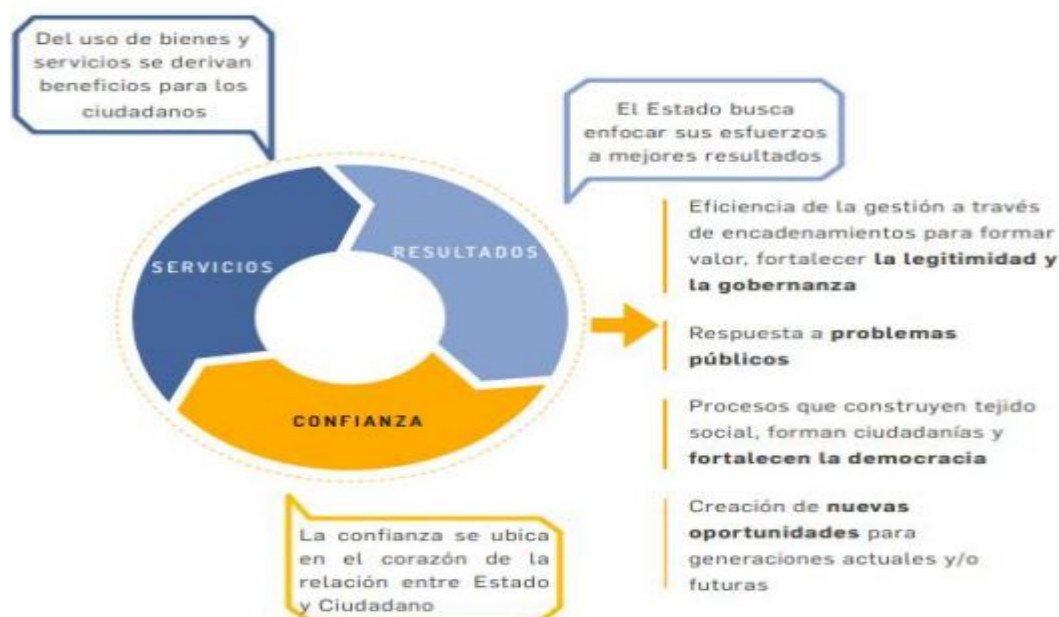 Del uso de bienes y
servicios se derivan
beneficios para los
ciudadanos
El Estado busca
enfocar sus esfuerzos
a mejores resultados
SERVICIOS
RESULTADOS
CONFIANZA
Eficiencia de la gestión a través
de encadenamientos para formar
valor, fortalecer la legitimidad y
la gobernanza
Respuesta a problemas
públicos
Procesos que construyen tejido
social, forman ciudadanías y
fortalecen la democracia
Creación de nuevas
oportunidades para
generaciones actuales y/o
futuras
La confianza se ubica
en el corazón de la
relación entre Estado
y Ciudadano